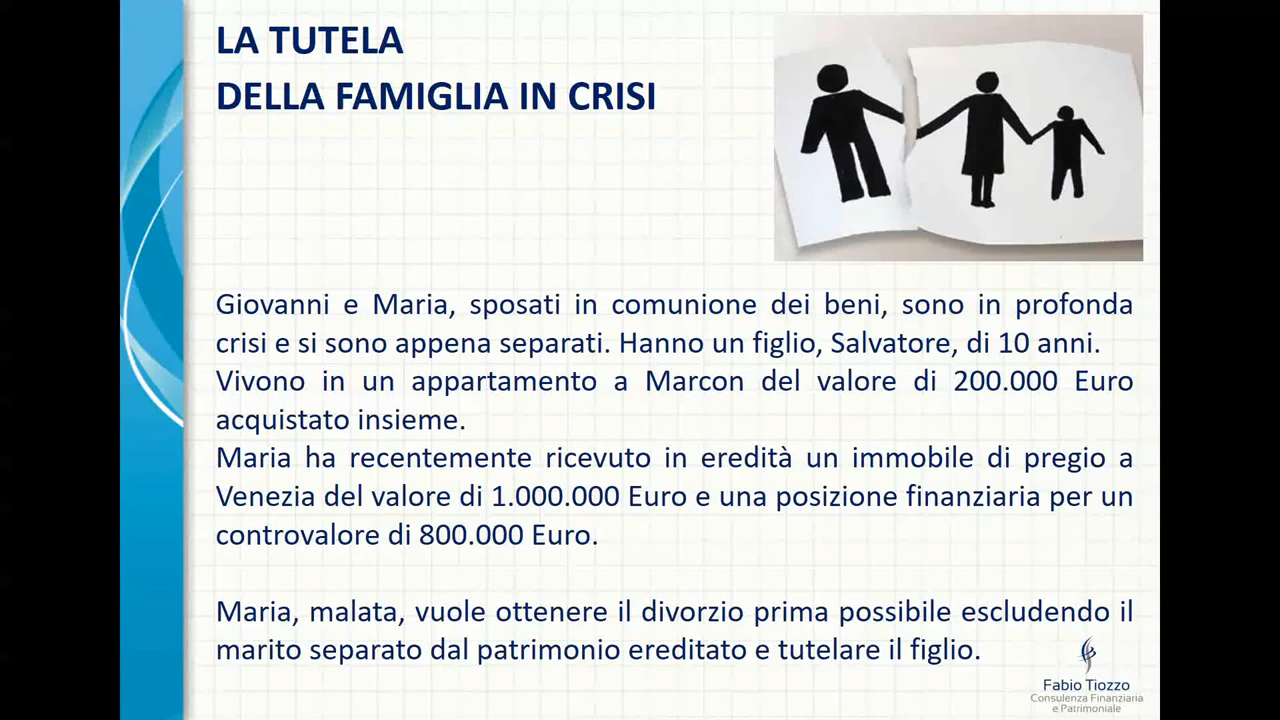 LA TUTELA
DELLA FAMIGLIA IN CRISI
Giovanni e Maria, sposati in comunione dei beni, sono in profonda
crisi e si sono appena separati. Hanno un figlio, Salvatore, di 10 anni.
Vivono in un appartamento a Marcon del valore di 200.000 Euro
acquistato insieme.
Maria ha recentemente ricevuto in eredità un immobile di pregio a
Venezia del valore di 1.000.000 Euro e una posizione finanziaria per un
controvalore di 800.000 Euro.
Maria, malata, vuole ottenere il divorzio prima possibile escludendo il
marito separato dal patrimonio ereditato e tutelare il figlio.
Fabio Tiozzo
Consulenza Finanziaria
e Patrimoniale